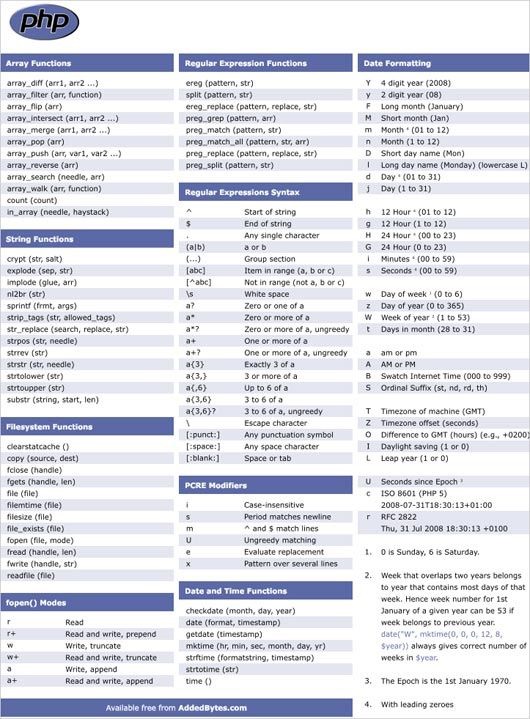 php
Array Functions
array_diff (arr1, arr2 ...)
array_filter (arr, function)
array_flip (arr)
array_intersect (arr1, arr2 ...)
array_merge (arr1, arr2 ...)
array_pop (arr)
array_push (arr, var1, var2 ...)
array_reverse (arr)
array_search (needle, arr)
array_walk (arr, function)
count (count)
in_array (needle, haystack)
String Functions
crypt (str, salt)
explode (sep, str)
implode (glue, arr)
nl2br (str)
sprintf (frmt, args)
strip_tags (str, allowed_tags)
str_replace (search, replace, str)
strpos (str, needle)
strrev (str)
strstr (str, needle)
strtolower (str)
strtoupper (str)
substr (string, start, len)
Filesystem Functions
clearstatcache ()
copy (source, dest)
fclose (handle)
fgets (handle, len)
file (file)
filemtime (file)
filesize (file)
file_exists (file)
fopen (file, mode)
fread (handle, len)
fwrite (handle, str)
readfile (file)
fopen() Modes
r Read
r+ Read and write, prepend
w Write, truncate
w+ Read and write, truncate
a Write, append
a+ Read and write, append
Regular Expression Functions
ereg (pattern, str)
split (pattern, str)
ereg_replace (pattern, replace, str)
preg_grep (pattern, arr)
preg_match (pattern, str)
preg_match_all (pattern, str, arr)
preg_replace (pattern, replace, str)
preg_split (pattern, str)
Regular Expressions Syntax
^ Start of string
$ End of string
. Any single character
(a|b) a or b
(...) Group section
[abc] Item in range (a, b or c)
[^abc] Not in range (not a, b or c)
\s White space
a? Zero or one of a
a* Zero or more of a
a*? Zero or more of a, ungreedy
a+ One or more of a
a+? One or more of a, ungreedy
a{3} Exactly 3 of a
a{3,} 3 or more of a
a{,6} Up to 6 of a
a{3,6} 3 to 6 of a
a{3,6}? 3 to 6 of a, ungreedy
\ Escape character
[:punct:] Any punctuation symbol
[:space:] Any space character
[:blank:] Space or tab
PCRE Modifiers
i Case-insensitive
s Period matches newline
m ^ and $ match lines
U Ungreedy matching
e Evaluate replacement
x Pattern over several lines
Date and Time Functions
checkdate (month, day, year)
date (format, timestamp)
getdate (timestamp)
mktime (hr, min, sec, month, day, yr)
strftime (formatstring, timestamp)
strtotime (str)
time ()
Date Formatting
Y 4 digit year (2008)
y 2 digit year (08)
F Long month (January)
M Short month (Jan)
m Month ⁴ (01 to 12)
n Month (1 to 12)
D Short day name (Mon)
l Long day name (Monday) (lowercase L)
d Day ⁴ (01 to 31)
j Day (1 to 31)
h 12 Hour ⁴ (01 to 12)
g 12 Hour (1 to 12)
H 24 Hour ⁴ (00 to 23)
G 24 Hour (0 to 23)
i Minutes ⁴ (00 to 59)
s Seconds ⁴ (00 to 59)
w Day of week ¹ (0 to 6)
z Day of year (0 to 365)
W Week of year ² (1 to 53)
t Days in month (28 to 31)
a am or pm
A AM or PM
B Swatch Internet Time (000 to 999)
S Ordinal Suffix (st, nd, rd, th)
T Timezone of machine (GMT)
Z Timezone offset (seconds)
O Difference to GMT (hours) (e.g., +0200)
I Daylight saving (1 or 0)
L Leap year (1 or 0)
U Seconds since Epoch ³
c ISO 8601 (PHP 5)
2008-07-31T18:30:13+01:00
r RFC 2822
Thu, 31 Jul 2008 18:30:13 +0100
1. 0 is Sunday, 6 is Saturday.
2. Week that overlaps two years belongs
to year that contains most days of that
week. Hence week number for 1st
January of a given year can be 53 if
week belongs to previous year.
date("W", mktime(0, 0, 0, 12, 8,
$year)) always gives correct number of
weeks in $year.
3. The Epoch is the 1st January 1970.
4. With leading zeroes
Available free from AddedBytes.com